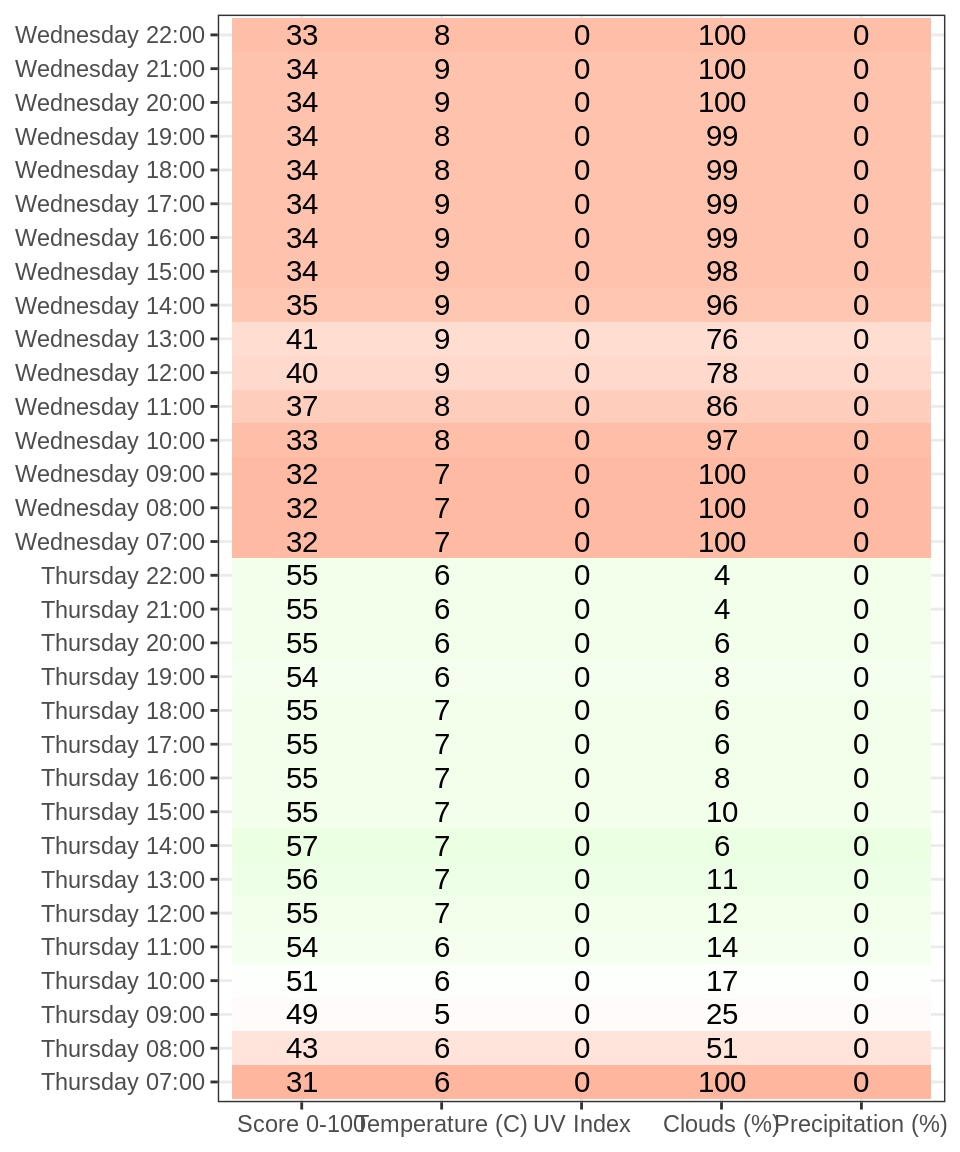 Wednesday 22:00 33 8 0 100 0
Wednesday 21:00 34 9 0 100 0
Wednesday 20:00 34 9 0 100 0
Wednesday 19:00 34 8 0 99 0
Wednesday 18:00 34 8 0 99 0
Wednesday 17:00 34 9 0 99 0
Wednesday 16:00 34 9 0 99 0
Wednesday 15:00 34 9 0 98 0
Wednesday 14:00 35 9 0 96 0
Wednesday 13:00 41 9 0 76 0
Wednesday 12:00 40 9 0 78 0
Wednesday 11:00 37 8 0 86 0
Wednesday 10:00 33 8 0 97 0
Wednesday 09:00 32 7 0 100 0
Wednesday 08:00 32 7 0 100 0
Wednesday 07:00 32 7 0 100 0
Thursday 22:00 55 6 0 4 0
Thursday 21:00 55 6 0 4 0
Thursday 20:00 55 6 0 6 0
Thursday 19:00 54 6 0 8 0
Thursday 18:00 55 7 0 6 0
Thursday 17:00 55 7 0 6 0
Thursday 16:00 55 7 0 8 0
Thursday 15:00 55 7 0 10 0
Thursday 14:00 57 7 0 6 0
Thursday 13:00 56 7 0 11 0
Thursday 12:00 55 7 0 12 0
Thursday 11:00 54 6 0 14 0
Thursday 10:00 51 6 0 17 0
Thursday 09:00 49 5 0 25 0
Thursday 08:00 43 6 0 51 0
Thursday 07:00 31 6 0 100 0
Score 0-100 Temperature (C) UV Index Clouds (%) Precipitation (%)